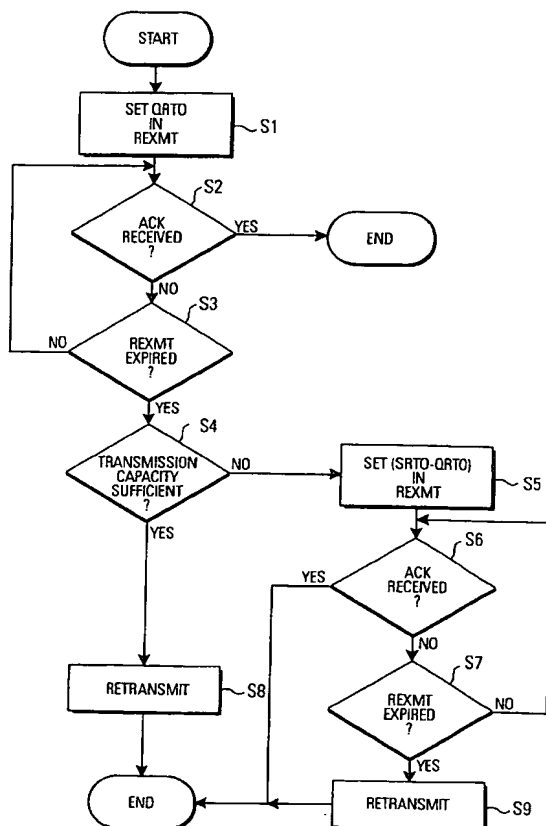 START
SET QRTO
IN
REXMT
S1
S2
ACK
RECEIVED
?
YES
END
NO
S3
NO
REXMT
EXPIRED
?
YES
S4
TRANSMISSION
CAPACITY
SUFFICIENT
?
NO
SET (SRTO-QRTO)
IN
REXMT
S5
YES
S6
YES
ACK
RECEIVED
?
NO
S7
REXMT
EXPIRED
?
NO
YES
RETRANSMIT
S8
END
RETRANSMIT
S9